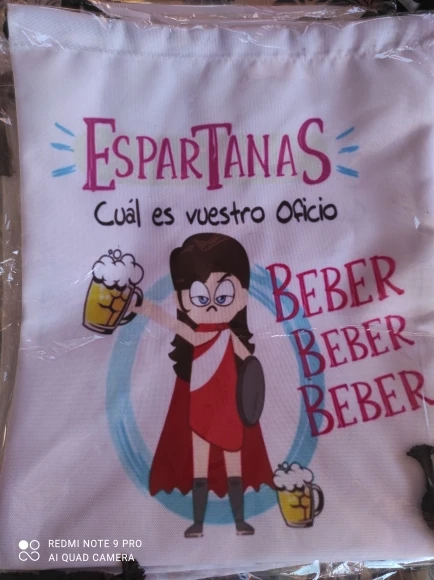 ESPARTANAS
Cuál es vuestro Oficio
BEBER
BEBER
BEBER
REDMI NOTE 9 PRO
AI QUAD CAMERA